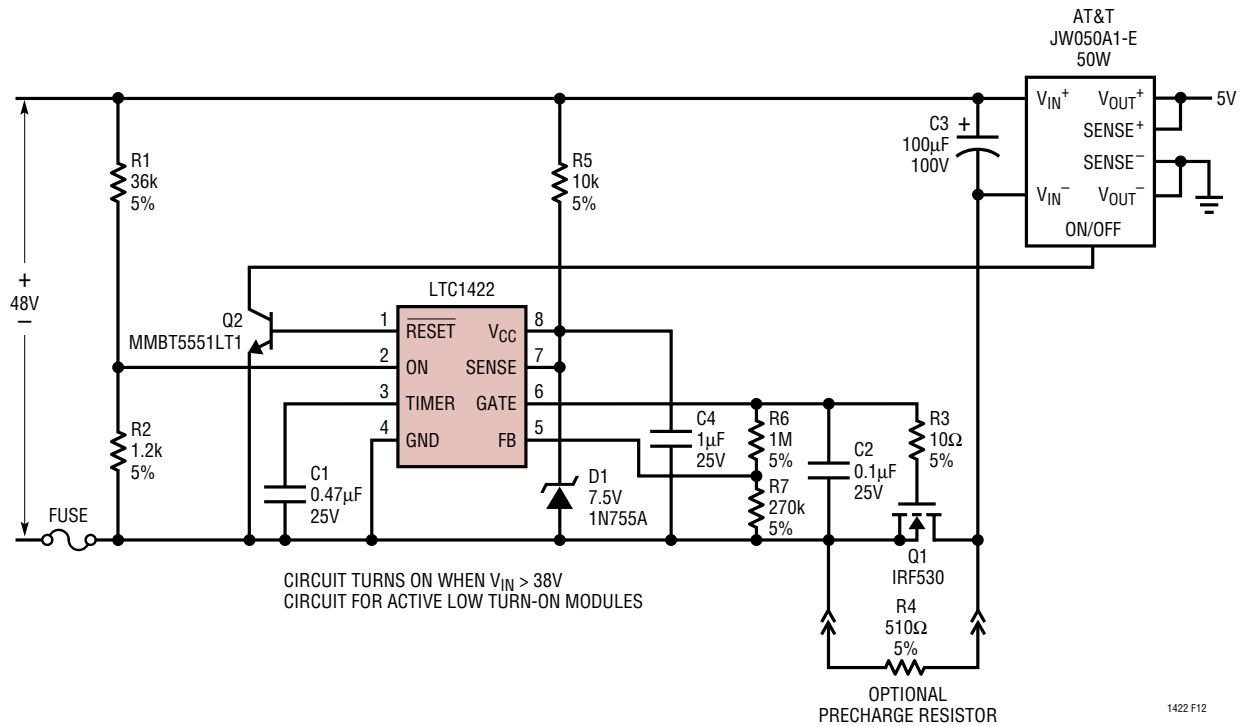 AT&T
JW050A1-E
50W
VIN+
VOUT+
5V
SENSE+
SENSE−
VIN−
VOUT−
ON/OFF
C3
+
100µF
100V
R1
36k
5%
R5
10k
5%
+
48V
−
LTC1422
Q2
MMBT5551LT1
1
RESET
VCC
8
2
ON
SENSE
7
3
TIMER
GATE
6
4
GND
FB
5
R2
1.2k
5%
C1
0.47µF
25V
D1
7.5V
1N755A
C4
1µF
25V
R6
1M
5%
R7
270k
5%
C2
0.1µF
25V
R3
10Ω
5%
FUSE
Q1
IRF530
CIRCUIT TURNS ON WHEN VIN > 38V
CIRCUIT FOR ACTIVE LOW TURN-ON MODULES
R4
510Ω
5%
OPTIONAL
PRECHARGE RESISTOR
1422 F12